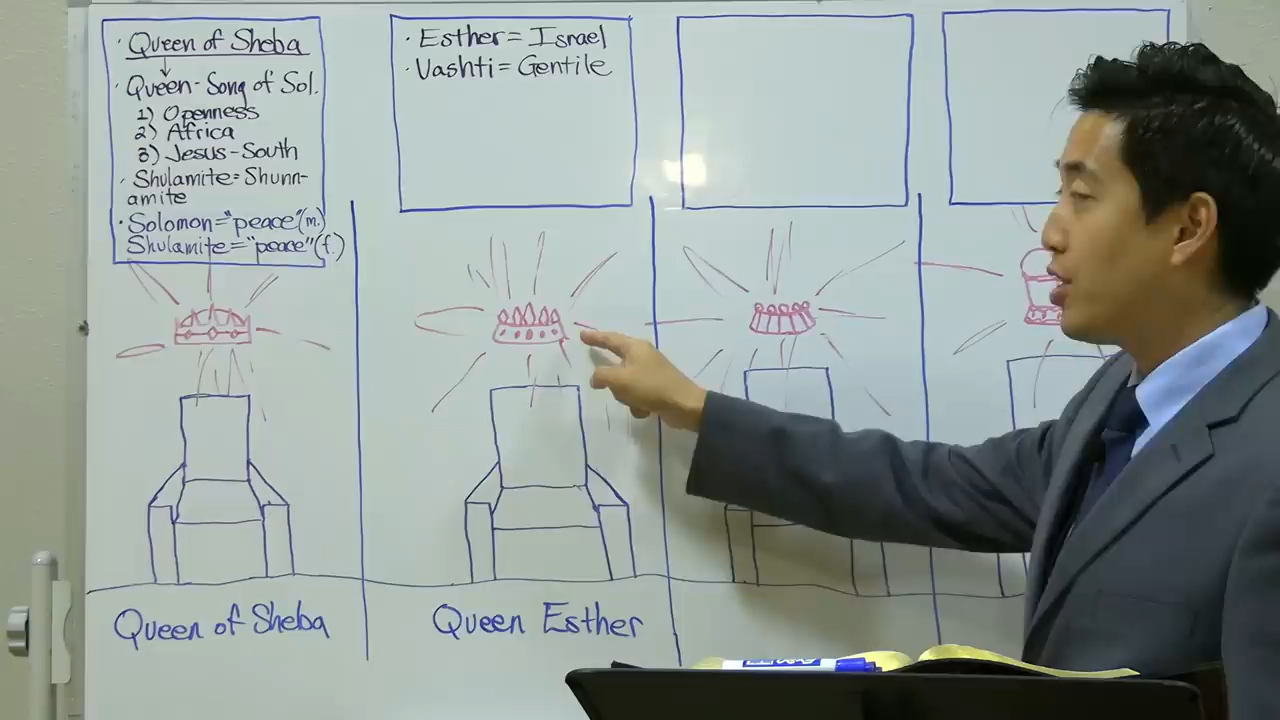 · Queen of Sheba
· Queen-Song of Sol.
1) Openness
2) Africa
3) Jesus-South
· Shulamite=Shunn-
amite
· Solomon="peace"(m.)
Shulamite="peace"(f.)
· Esther=Israel
· Vashti=Gentile
Queen of Sheba
Queen Esther